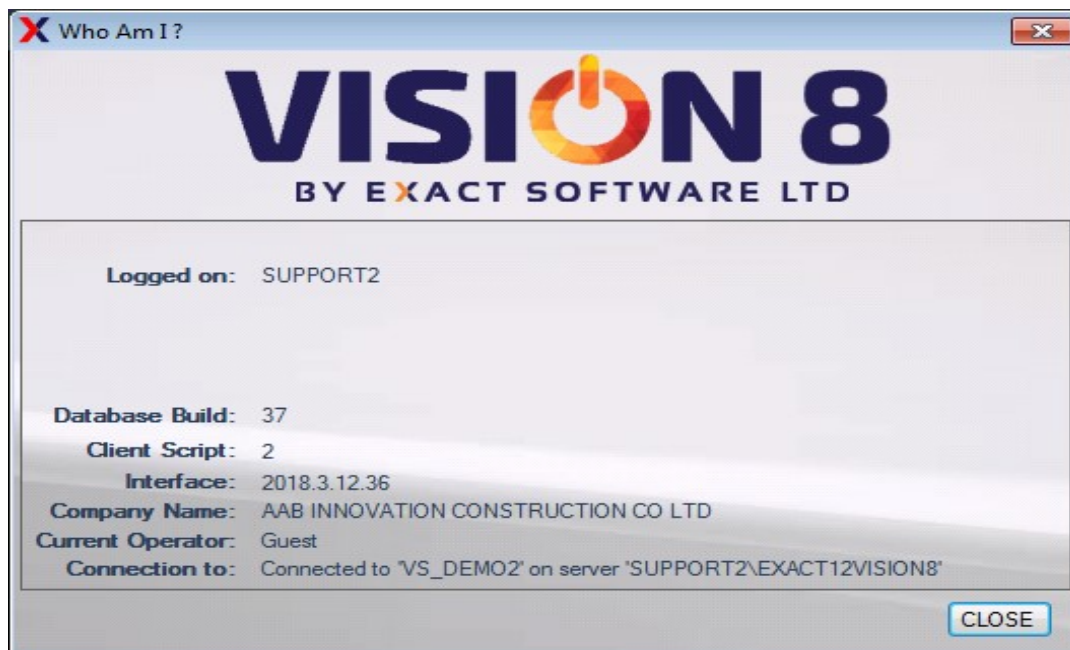 Who Am I ?
VISION 8
BY EXACT SOFTWARE LTD
Logged on: SUPPORT2
Database Build: 37
Client Script: 2
Interface: 2018.3.12.36
Company Name: AAB INNOVATION CONSTRUCTION CO LTD
Current Operator: Guest
Connection to: Connected to 'VS_DEMO2' on server 'SUPPORT2\EXACT12VISION8'
CLOSE